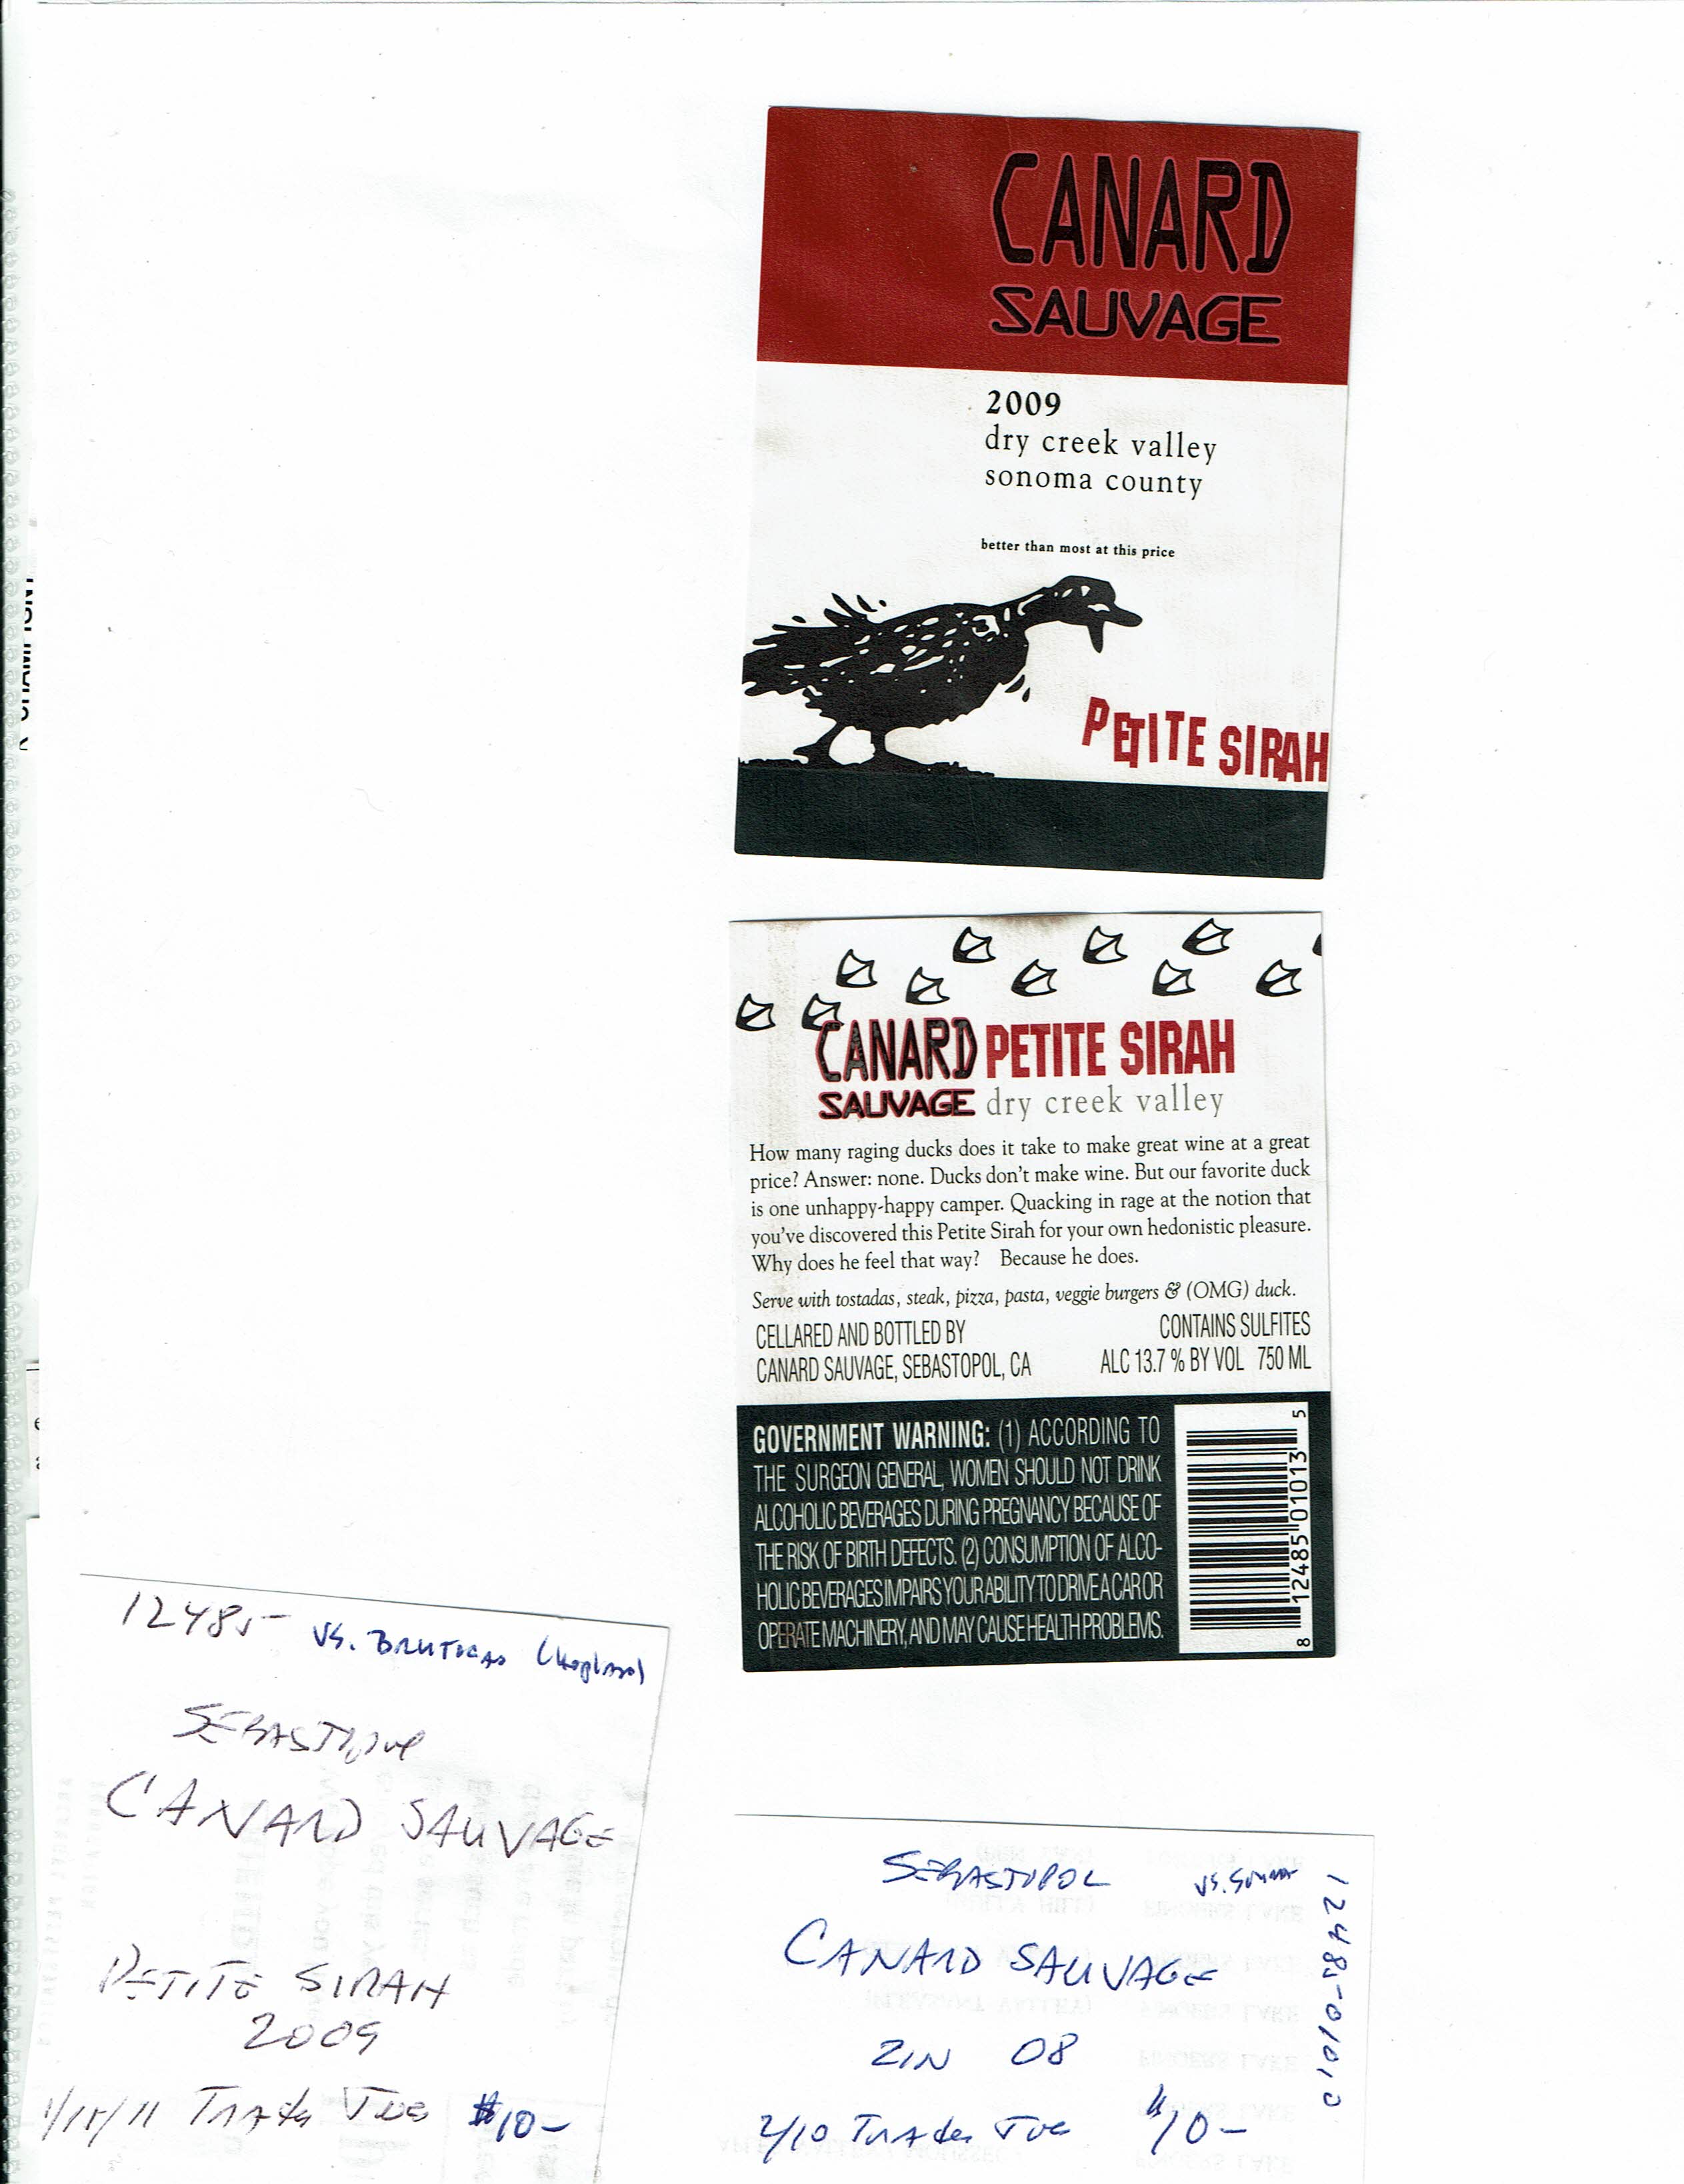 CANARD
SAUVAGE
2009
dry creek valley
sonoma county
better than most at this price
PETITE SIRAH
CANARD PETITE SIRAH
SAUVAGE dry creek valley
How many raging ducks does it take to make great wine at a great
price? Answer: none. Ducks don't make wine. But our favorite duck
is one unhappy-happy camper. Quacking in rage at the notion that
you've discovered this Petite Sirah for your own hedonistic pleasure.
Why does he feel that way? Because he does.
Serve with tostadas, steak, pizza, pasta, veggie burgers & (OMG) duck.
CELLARED AND BOTTLED BY
CANARD SAUVAGE, SEBASTOPOL, CA
CONTAINS SULFITES
ALC 13.7 % BY VOL 750 ML
GOVERNMENT WARNING: (1) ACCORDING TO
THE SURGEON GENERAL, WOMEN SHOULD NOT DRINK
ALCOHOLIC BEVERAGES DURING PREGNANCY BECAUSE OF
THE RISK OF BIRTH DEFECTS. (2) CONSUMPTION OF ALCO-
HOLIC BEVERAGES IMPAIRS YOUR ABILITY TO DRIVE A CAR OR
OPERATE MACHINERY, AND MAY CAUSE HEALTH PROBLEMS.
8 12485 01013 5
12485 VS. BRUTOCAO (Hopland)
SEBASTOPOL
CANARD SAUVAGE
PETITE SIRAH
2009
1/15/11 Trader Joe $10-
SEBASTOPOL VS.
CANARD SAUVAGE
ZIN 08
2/10 Trader Joe $10-
12485-01010